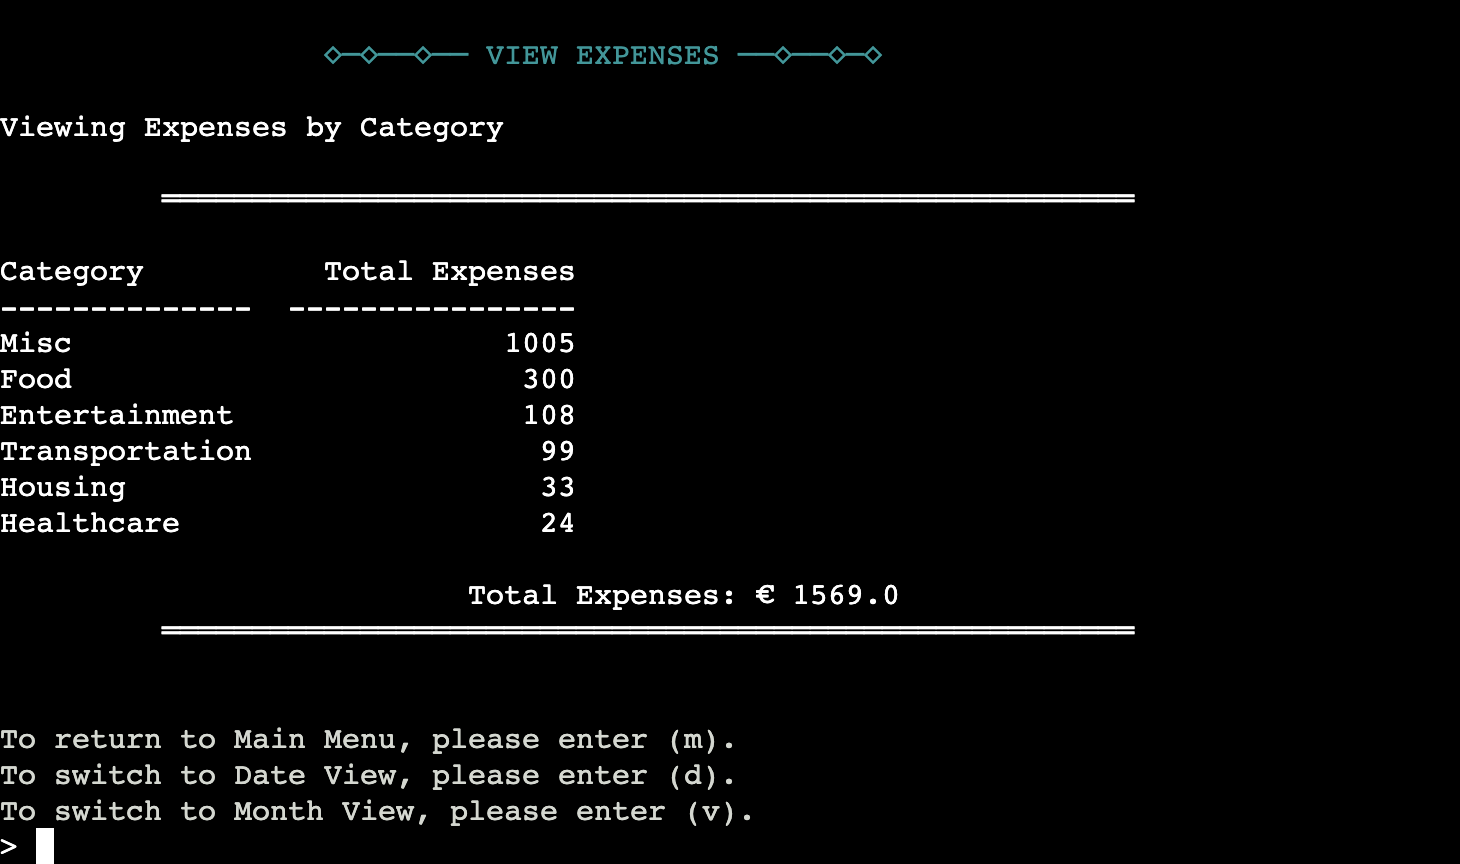 ◇─◇──◇── VIEW EXPENSES ──◇──◇─◇
Viewing Expenses by Category
══════════════════════════════════════════════════════
Category          Total Expenses
--------------  ----------------
Misc                        1005
Food                         300
Entertainment                108
Transportation                99
Housing                       33
Healthcare                    24
Total Expenses: € 1569.0
══════════════════════════════════════════════════════
To return to Main Menu, please enter (m).
To switch to Date View, please enter (d).
To switch to Month View, please enter (v).
>